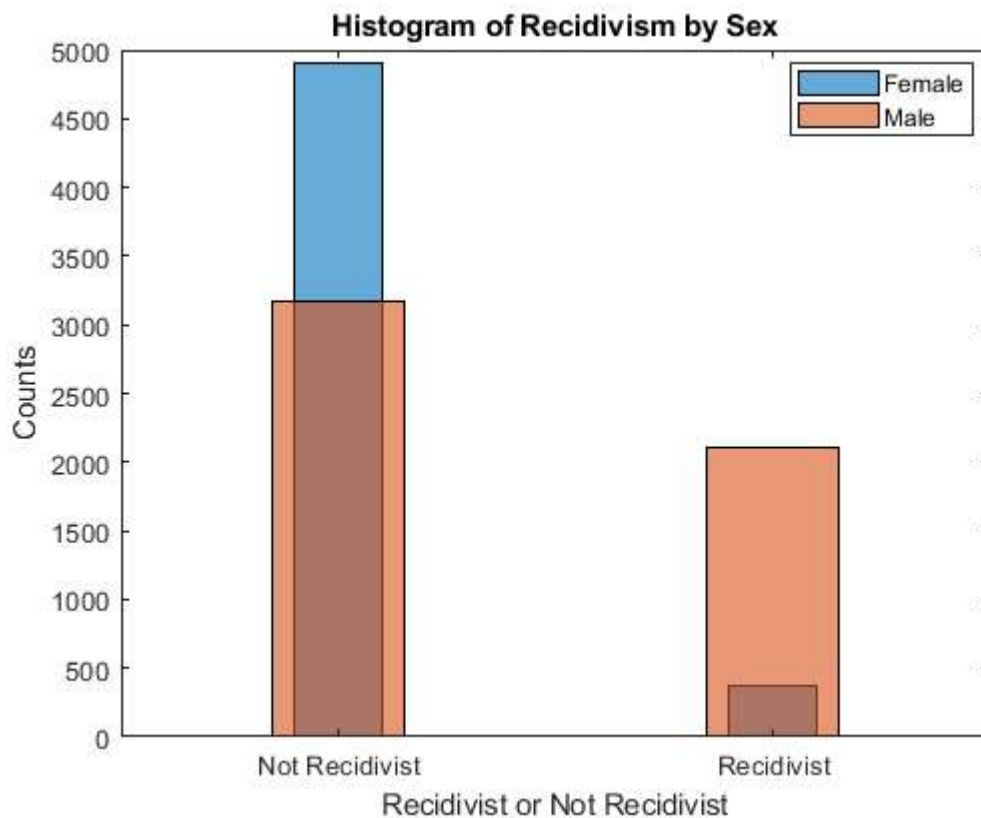 Histogram of Recidivism by Sex
Female
Male
5000
4500
4000
3500
3000
2500
2000
1500
1000
500
0
Counts
Not Recidivist
Recidivist
Recidivist or Not Recidivist